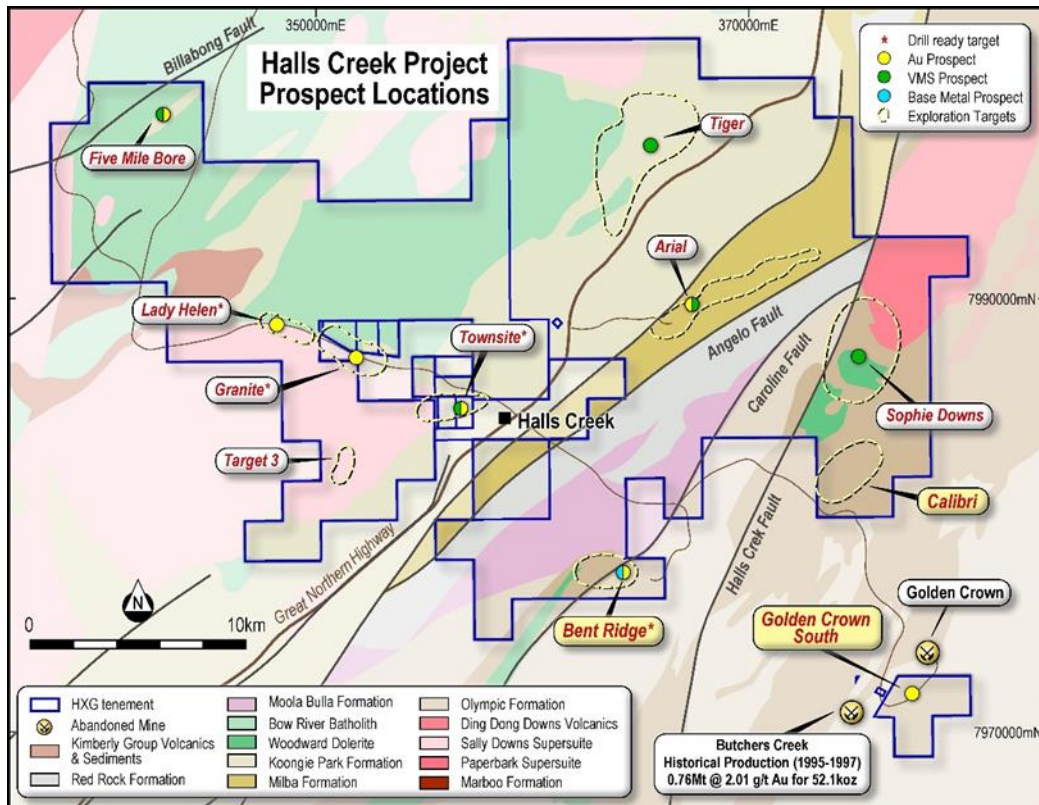 350000mE
370000mE
Billabong Fault
Halls Creek Project
Prospect Locations
* Drill ready target
Au Prospect
VMS Prospect
Base Metal Prospect
Exploration Targets
Five Mile Bore
Tiger
Arial
7990000mN
Lady Helen*
Townsite*
Angelo Fault
Granite*
Caroline Fault
Halls Creek
Sophie Downs
Target 3
Calibri
Great Northern Highway
Halls Crek Fault
N
0
10km
Bent Ridge*
Golden Crown
Golden Crown
South
HXG tenement
Abandoned Mine
Kimberly Group Volcanics
& Sediments
Red Rock Formation
Moola Bulla Formation
Bow River Batholith
Woodward Dolerite
Koongie Park Formation
Milba Formation
Olympic Formation
Ding Dong Downs Volcanics
Sally Downs Supersuite
Paperbark Supersuite
Marboo Formation
Butchers Creek
Historical Production (1995-1997)
0.76Mt @ 2.01 g/t Au for 52.1koz
7970000mN